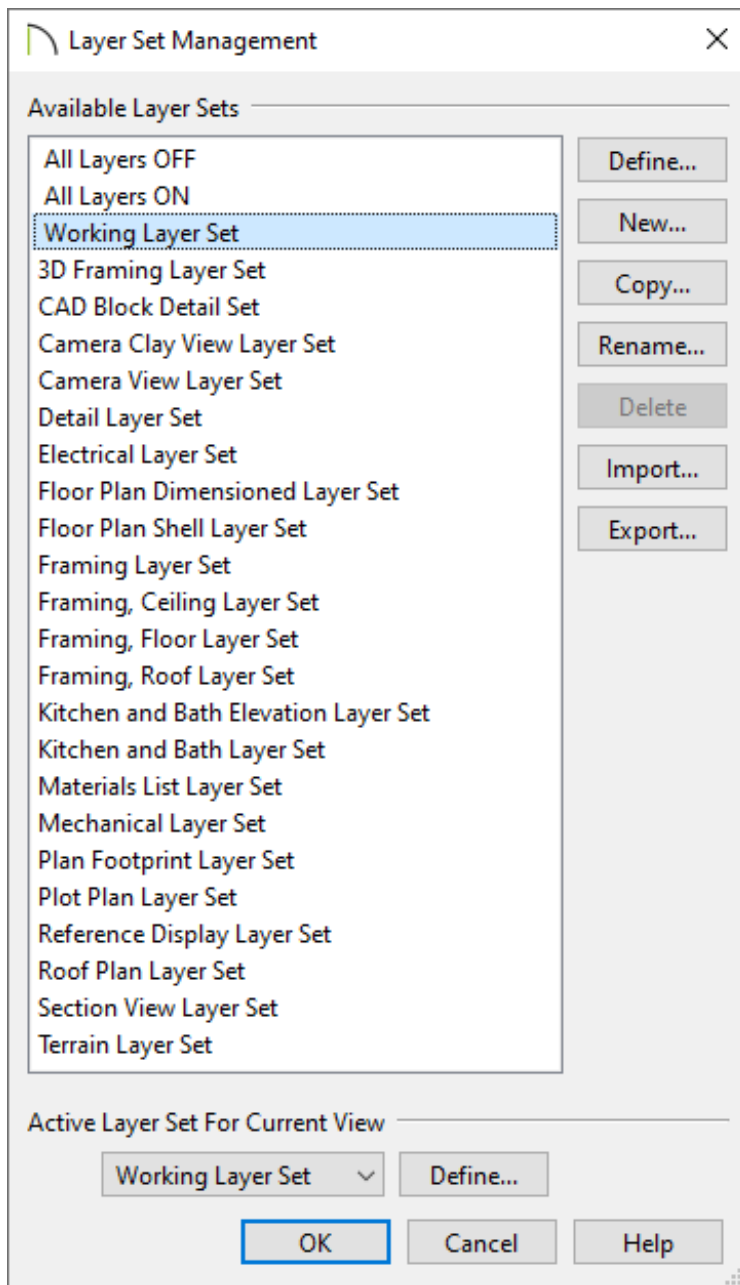 Layer Set Management
Available Layer Sets
All Layers OFF
All Layers ON
Working Layer Set
3D Framing Layer Set
CAD Block Detail Set
Camera Clay View Layer Set
Camera View Layer Set
Detail Layer Set
Electrical Layer Set
Floor Plan Dimensioned Layer Set
Floor Plan Shell Layer Set
Framing Layer Set
Framing, Ceiling Layer Set
Framing, Floor Layer Set
Framing, Roof Layer Set
Kitchen and Bath Elevation Layer Set
Kitchen and Bath Layer Set
Materials List Layer Set
Mechanical Layer Set
Plan Footprint Layer Set
Plot Plan Layer Set
Reference Display Layer Set
Roof Plan Layer Set
Section View Layer Set
Terrain Layer Set
Define...
New...
Copy...
Rename...
Delete
Import...
Export...
Active Layer Set For Current View
Working Layer Set
Define...
OK
Cancel
Help